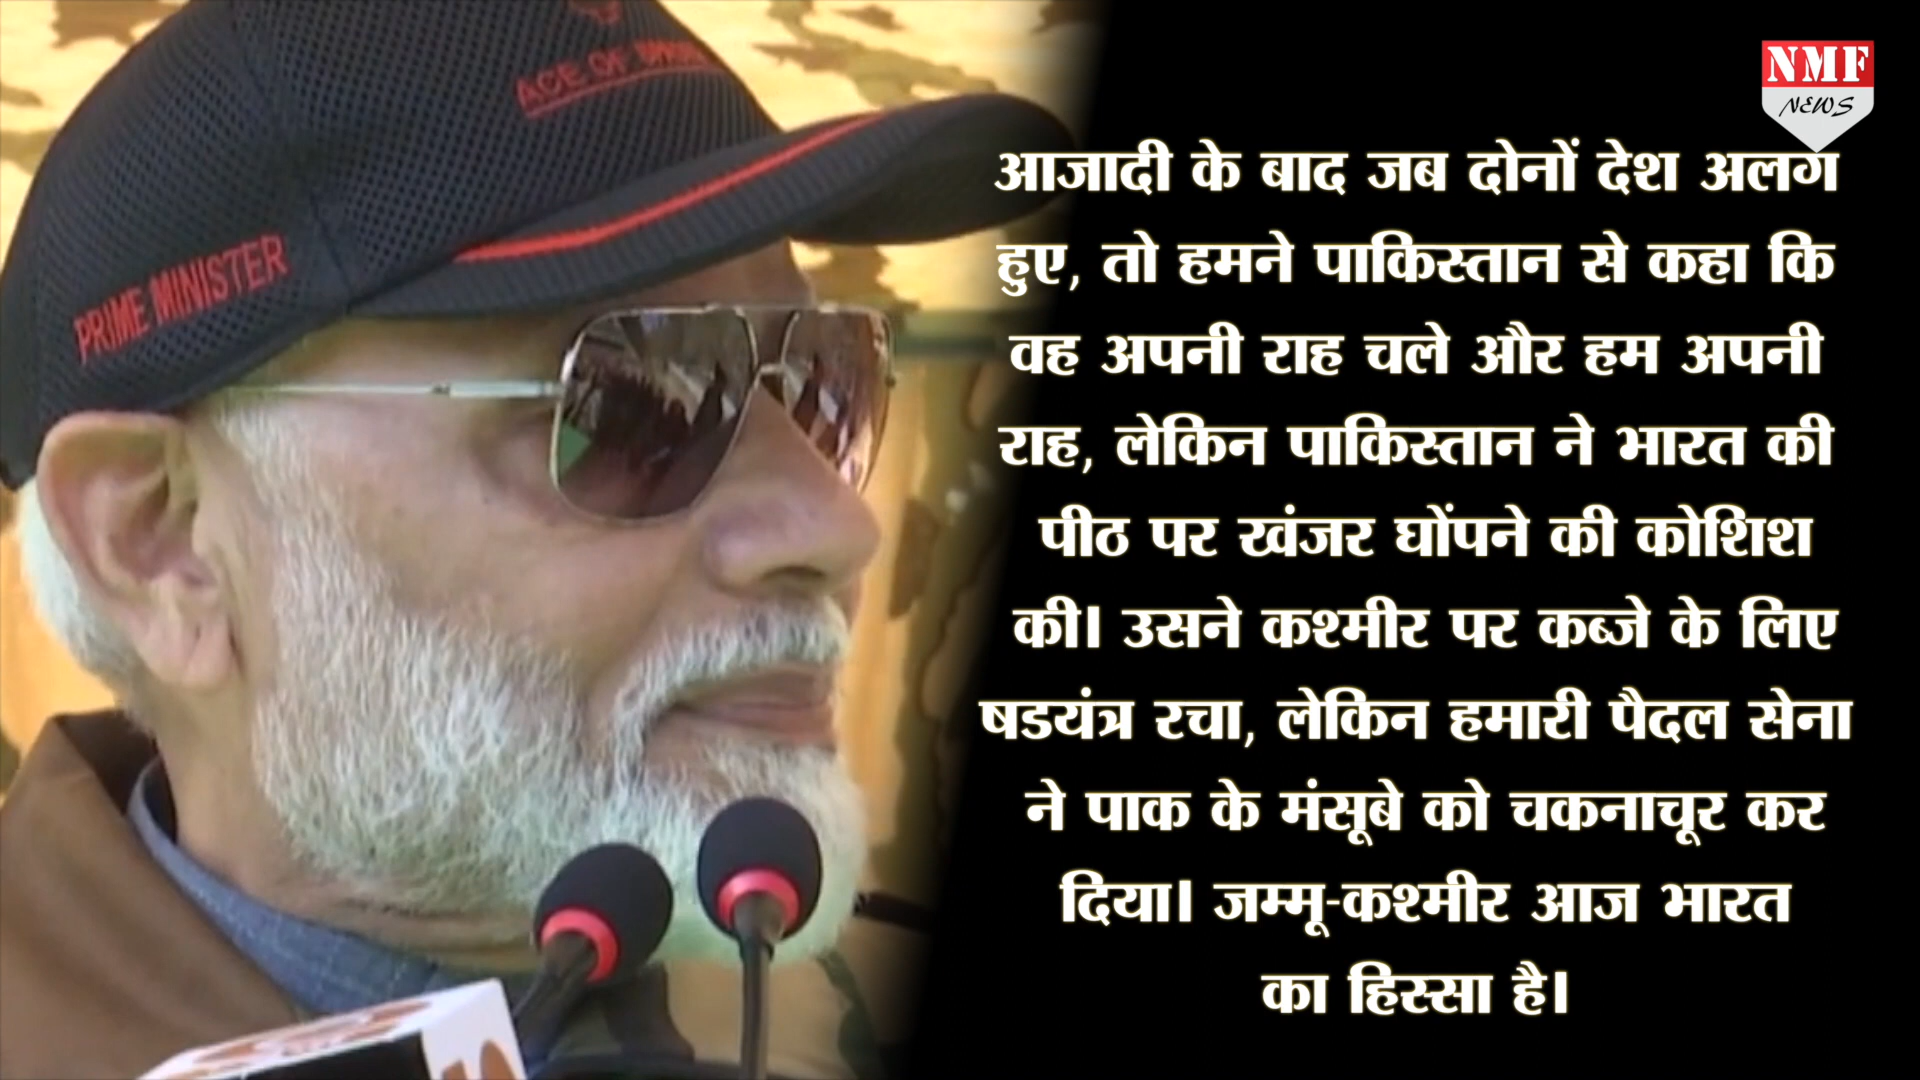 ACE OF
PRIME MINISTER
NMF
NEWS
आजादी के बाद जब दोनों देश अलग
हुए, तो हमने पाकिस्तान से कहा कि
वह अपनी राह चले और हम अपनी
राह, लेकिन पाकिस्तान ने भारत की
पीठ पर खंजर घोंपने की कोशिश
की। उसने कश्मीर पर कब्जे के लिए
षडयंत्र रचा, लेकिन हमारी पैदल सेना
ने पाक के मंसूबे को चकनाचूर कर
दिया। जम्मू-कश्मीर आज भारत
का हिस्सा है।